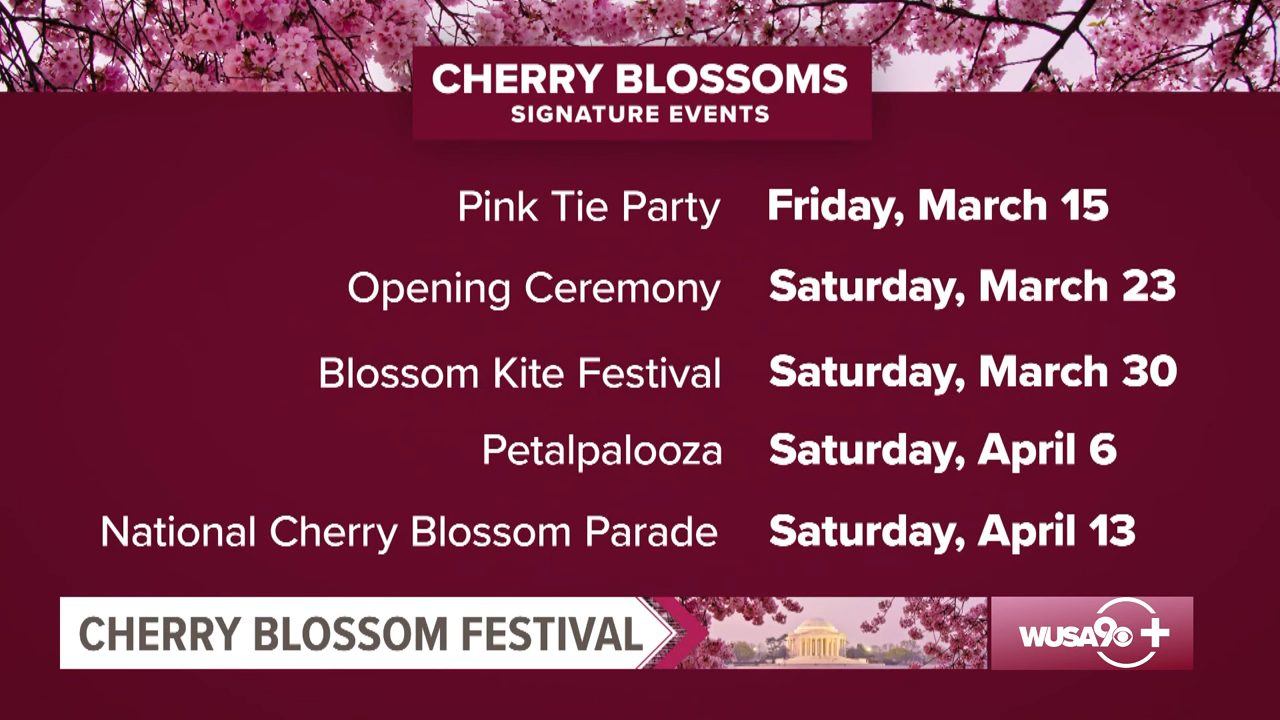 CHERRY BLOSSOMS
SIGNATURE EVENTS
Pink Tie Party Friday, March 15
Opening Ceremony Saturday, March 23
Blossom Kite Festival Saturday, March 30
Petalpalooza Saturday, April 6
National Cherry Blossom Parade Saturday, April 13
CHERRY BLOSSOM FESTIVAL WUSA9+